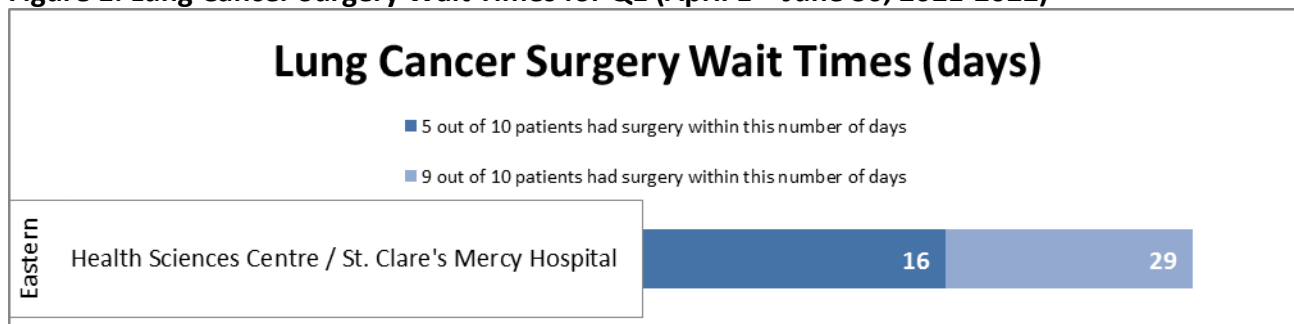 Lung Cancer Surgery Wait Times (days)
5 out of 10 patients had surgery within this number of days
9 out of 10 patients had surgery within this number of days
Eastern
Health Sciences Centre / St. Clare's Mercy Hospital
16
29